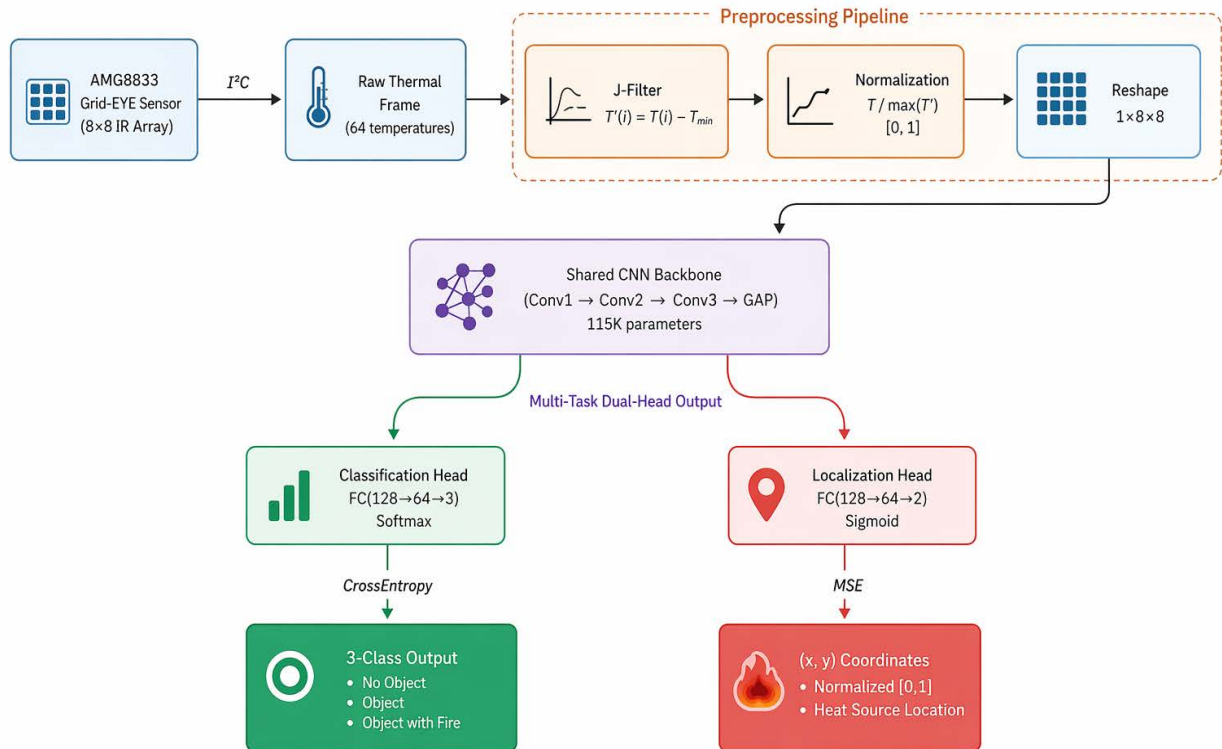 Preprocessing Pipeline
AMG8833
Grid-EYE Sensor
(8×8 IR Array)
I²C
Raw Thermal
Frame
(64 temperatures)
J-Filter
T′(i) = T(i) − Tmin
Normalization
T / max(T′)
[0, 1]
Reshape
1×8×8
Shared CNN Backbone
(Conv1 → Conv2 → Conv3 → GAP)
115K parameters
Multi-Task Dual-Head Output
Classification Head
FC(128→64→3)
Softmax
Localization Head
FC(128→64→2)
Sigmoid
CrossEntropy
MSE
3-Class Output
• No Object
• Object
• Object with Fire
(x, y) Coordinates
• Normalized [0,1]
• Heat Source Location